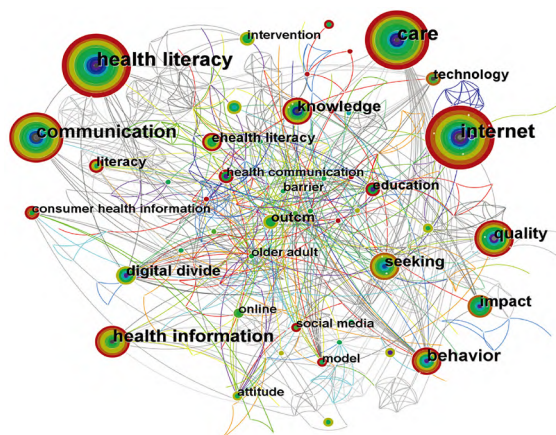 care
intervention
health literacy
technology
knowledge
communication
internet
ehealth literacy
literacy
health communication
education
barrier
consumer health information
outcm
quality
older adult
seeking
digital divide
impact
online
social media
health information
behavior
model
attitude